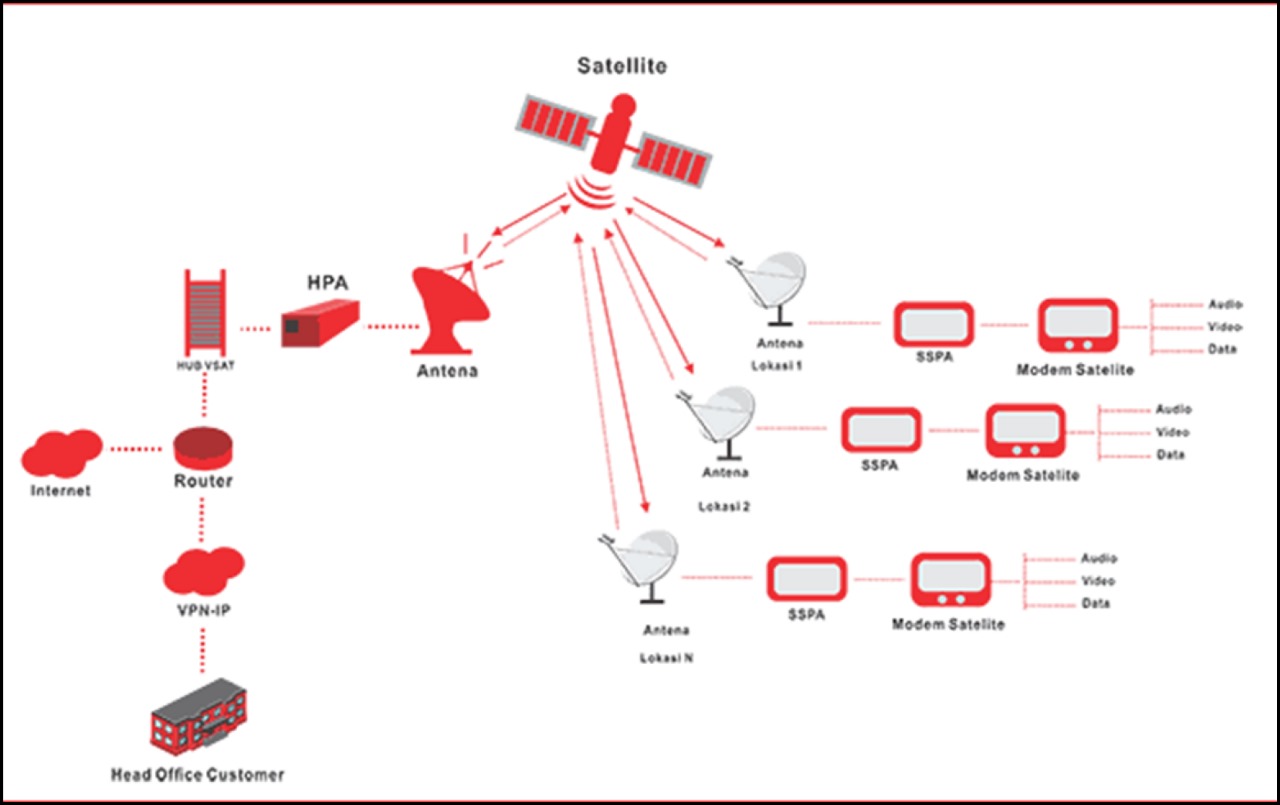 Satellite
HPA
HUB VSAT
Antena
Internet
Router
VPN-IP
Head Office Customer
Antena
Lokasi 1
SSPA
Modem Satelite
Audio
Video
Data
Antena
Lokasi 2
SSPA
Modem Satelite
Audio
Video
Data
Antena
Lokasi N
SSPA
Modem Satelite
Audio
Video
Data